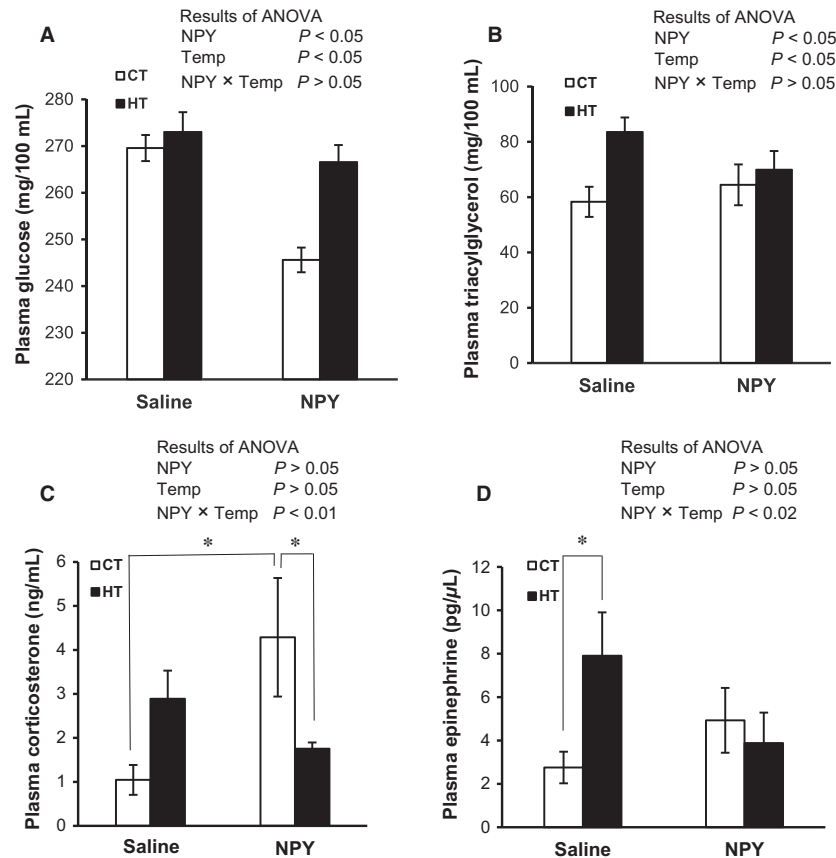 A
Results of ANOVA
NPY P < 0.05
Temp P < 0.05
NPY × Temp P > 0.05
CT
HT
Plasma glucose (mg/100 mL)
280
270
260
250
240
230
220
Saline NPY
B
Results of ANOVA
NPY P < 0.05
Temp P < 0.05
NPY × Temp P > 0.05
CT
HT
Plasma triacylglycerol (mg/100 mL)
100
80
60
40
20
0
Saline NPY
C
Results of ANOVA
NPY P > 0.05
Temp P > 0.05
NPY × Temp P < 0.01
* *
CT
HT
Plasma corticosterone (ng/mL)
6
5
4
3
2
1
0
Saline NPY
D
Results of ANOVA
NPY P > 0.05
Temp P > 0.05
NPY × Temp P < 0.02
*
CT
HT
Plasma epinephrine (pg/µL)
12
10
8
6
4
2
0
Saline NPY